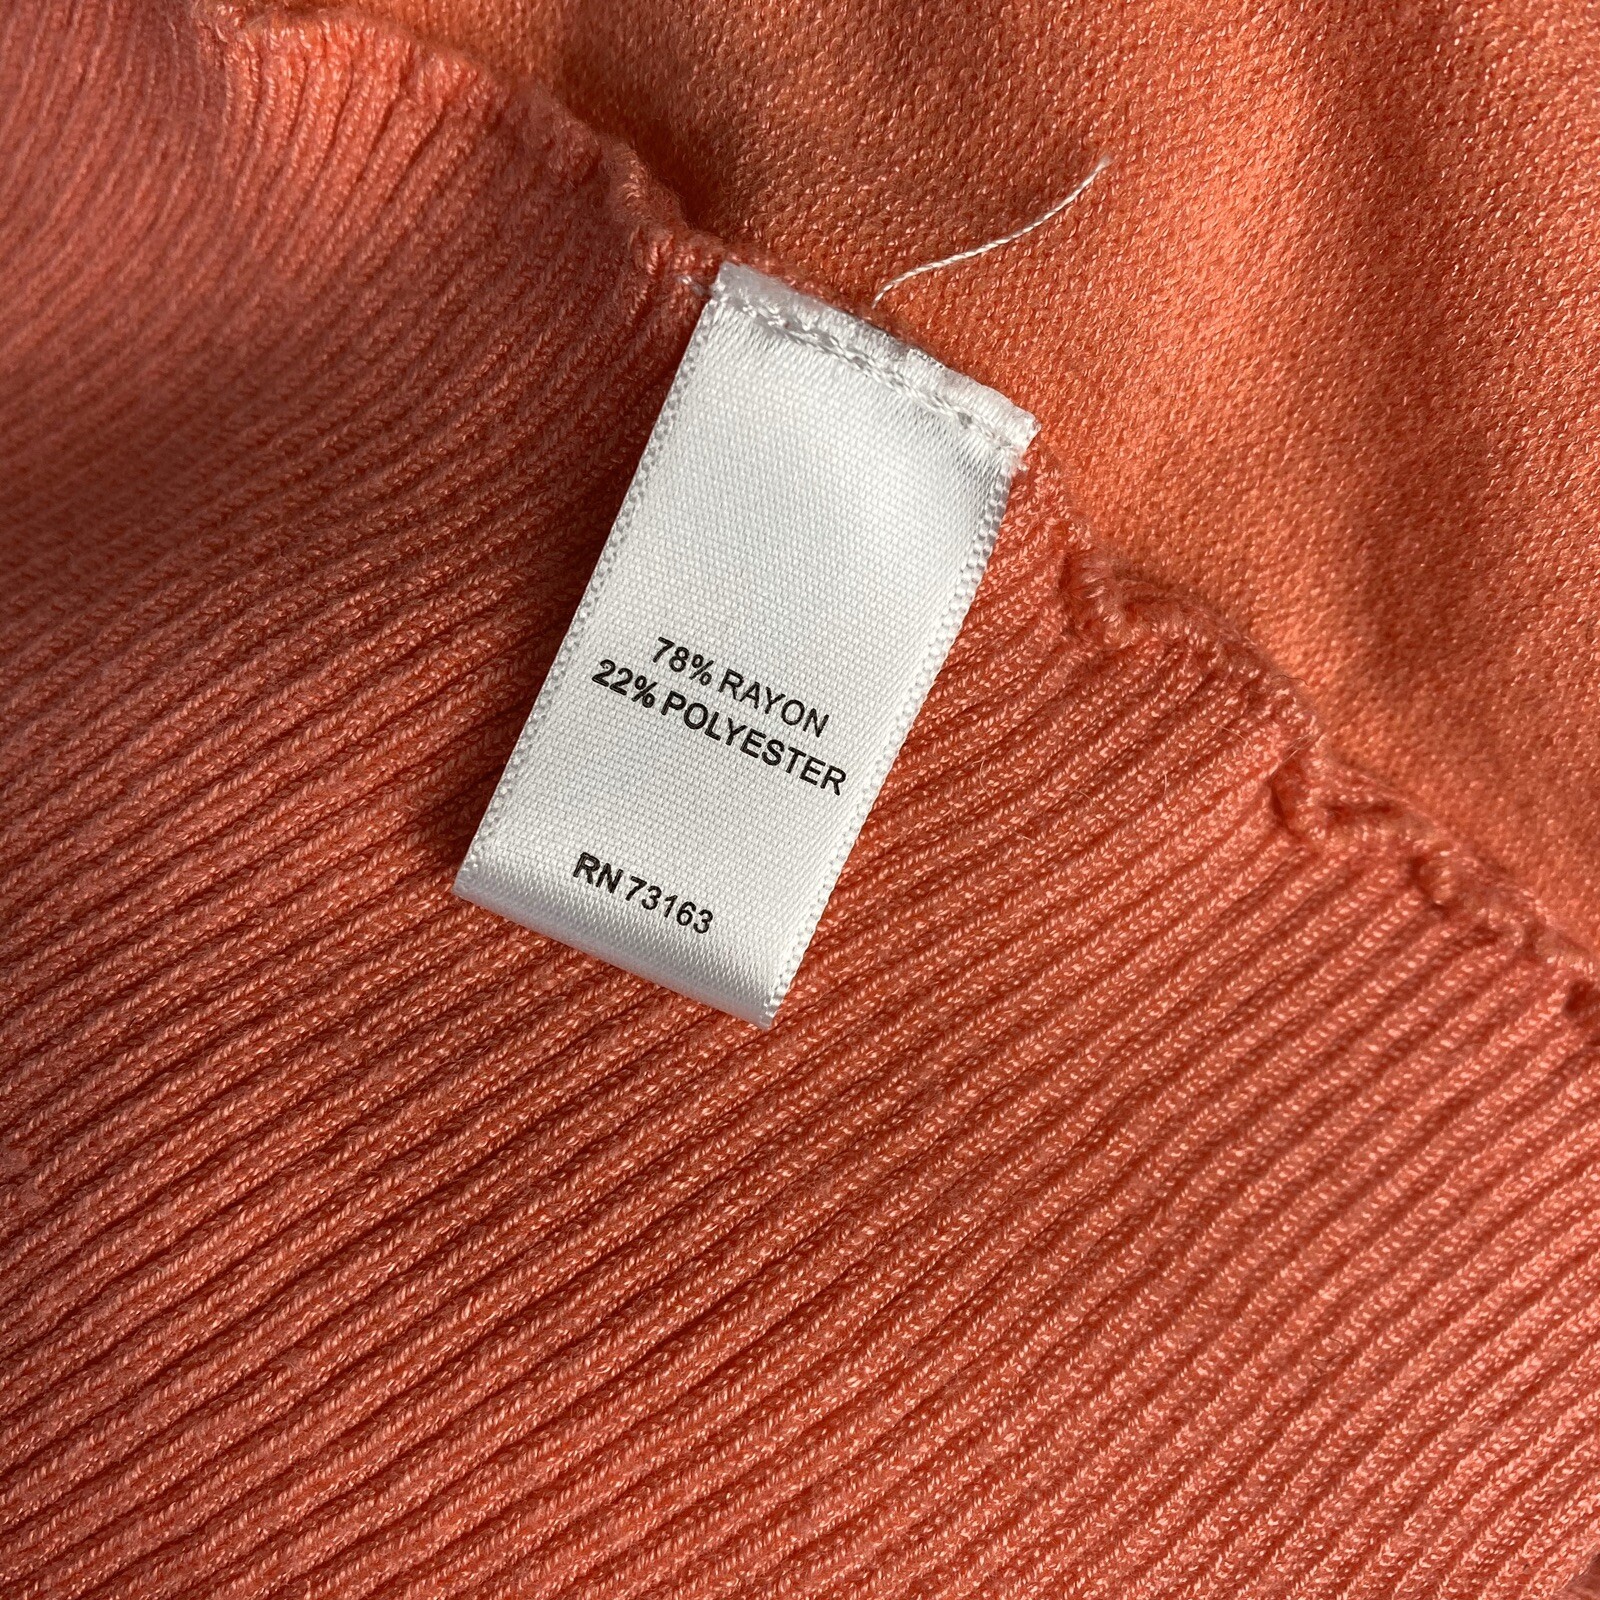 78% RAYON
22% POLYESTER
RN 73163